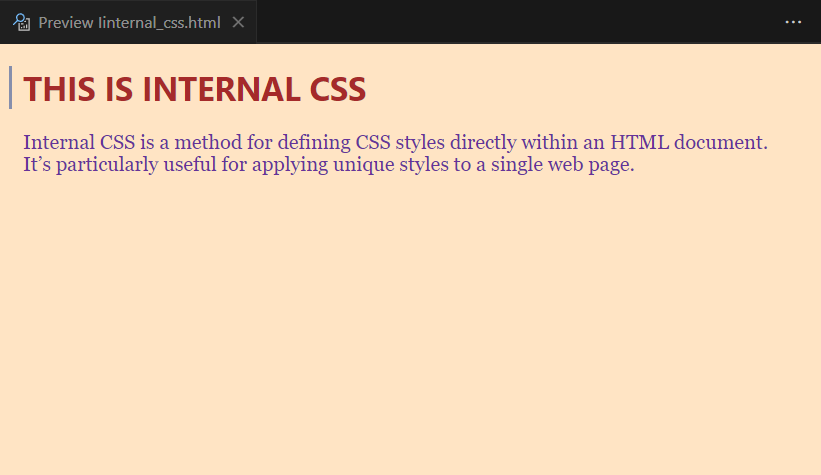 Preview Iinternal_css.html
THIS IS INTERNAL CSS
Internal CSS is a method for defining CSS styles directly within an HTML document.
It’s particularly useful for applying unique styles to a single web page.